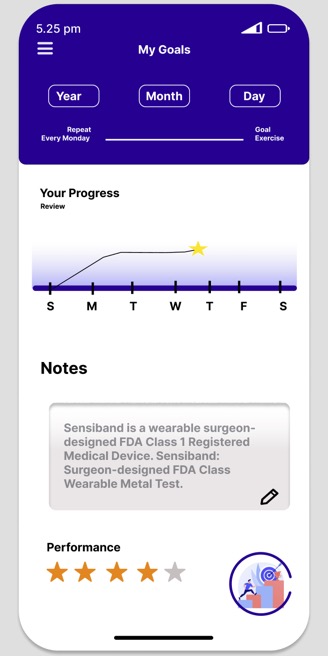 5.25 pm
My Goals
Year Month Day
Repeat
Every Monday
Goal
Exercise
Your Progress
Review
S M T W T F S
Notes
Sensiband is a wearable surgeon-
designed FDA Class 1 Registered
Medical Device. Sensiband:
Surgeon-designed FDA Class
Wearable Metal Test.
Performance